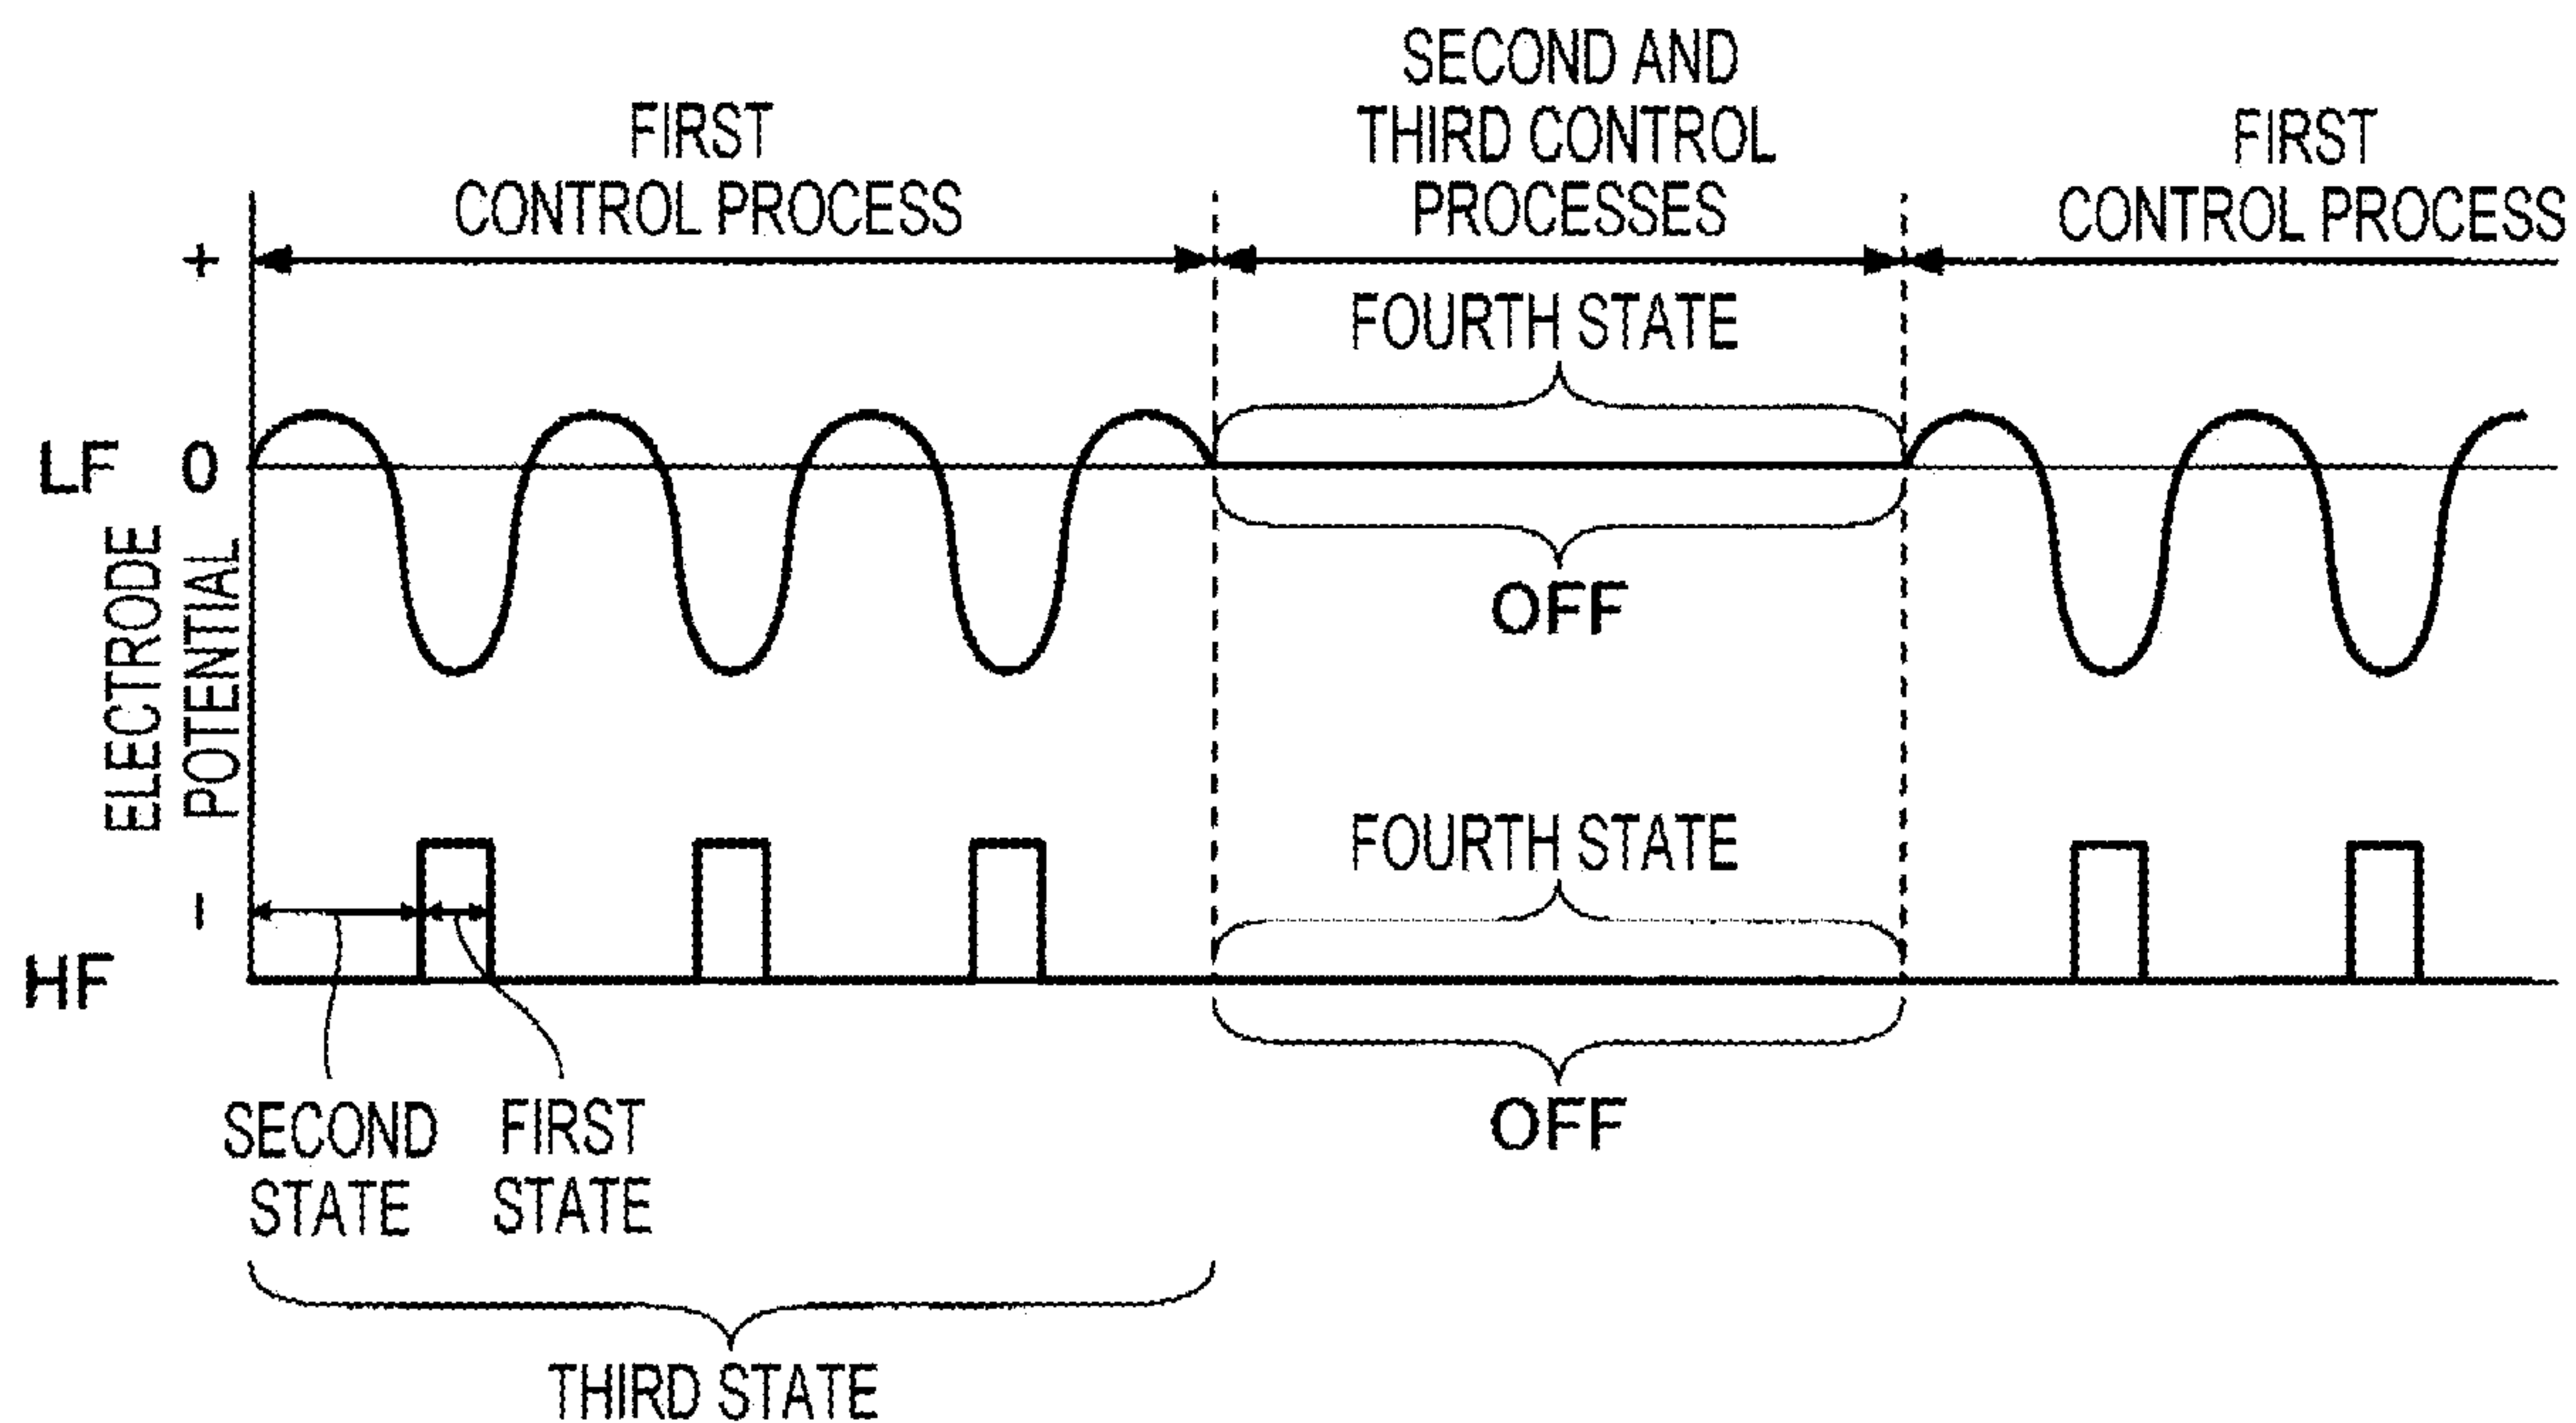 FIRST
CONTROL PROCESS
SECOND AND
THIRD CONTROL
PROCESSES
FIRST
CONTROL PROCESS
+
FOURTH STATE
LF
0
OFF
ELECTRODE
POTENTIAL
FOURTH STATE
−
HF
SECOND
STATE
FIRST
STATE
OFF
THIRD STATE